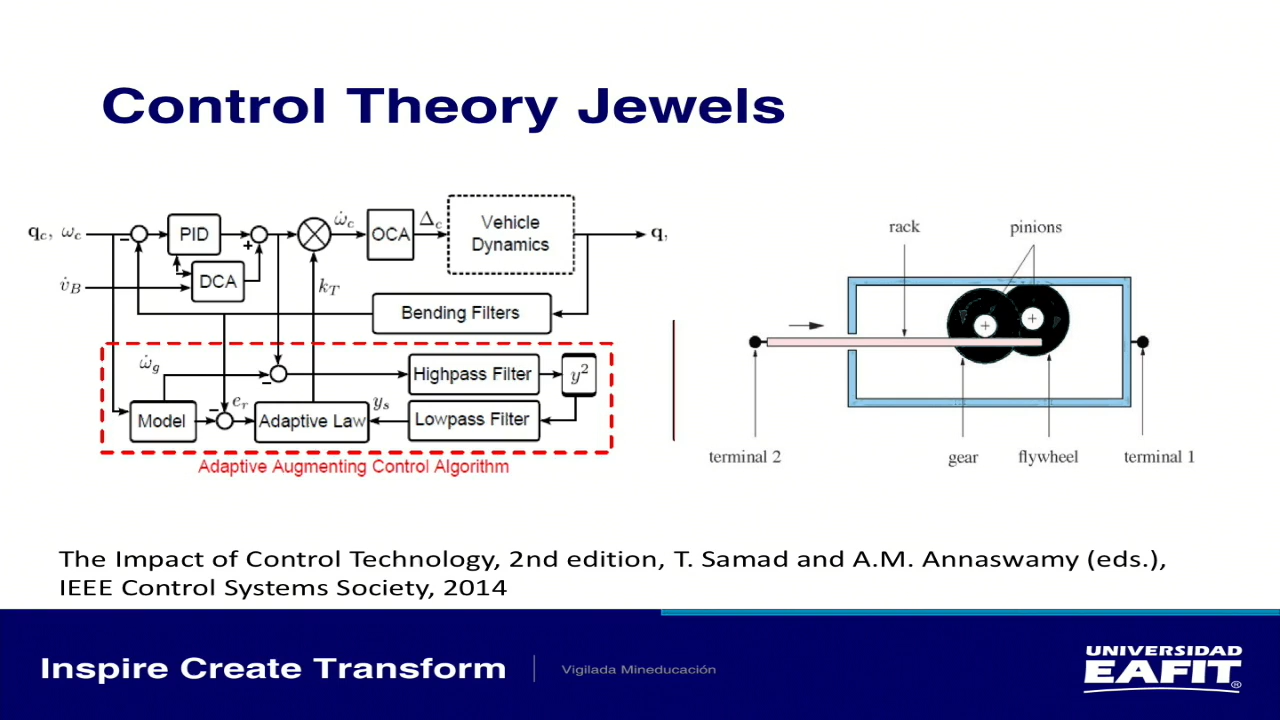 Control Theory Jewels
q_c, ω_c
PID
ω̇_c
OCA
Δ_c
Vehicle
Dynamics
q,
v̇_B
DCA
k_T
Bending Filters
ω̇_g
Highpass Filter
y²
Model
e_r
Adaptive Law
y_s
Lowpass Filter
Adaptive Augmenting Control Algorithm
rack
pinions
terminal 2
gear
flywheel
terminal 1
The Impact of Control Technology, 2nd edition, T. Samad and A.M. Annaswamy (eds.),
IEEE Control Systems Society, 2014
Inspire Create Transform
Vigilada Mineducación
UNIVERSIDAD
EAFIT®